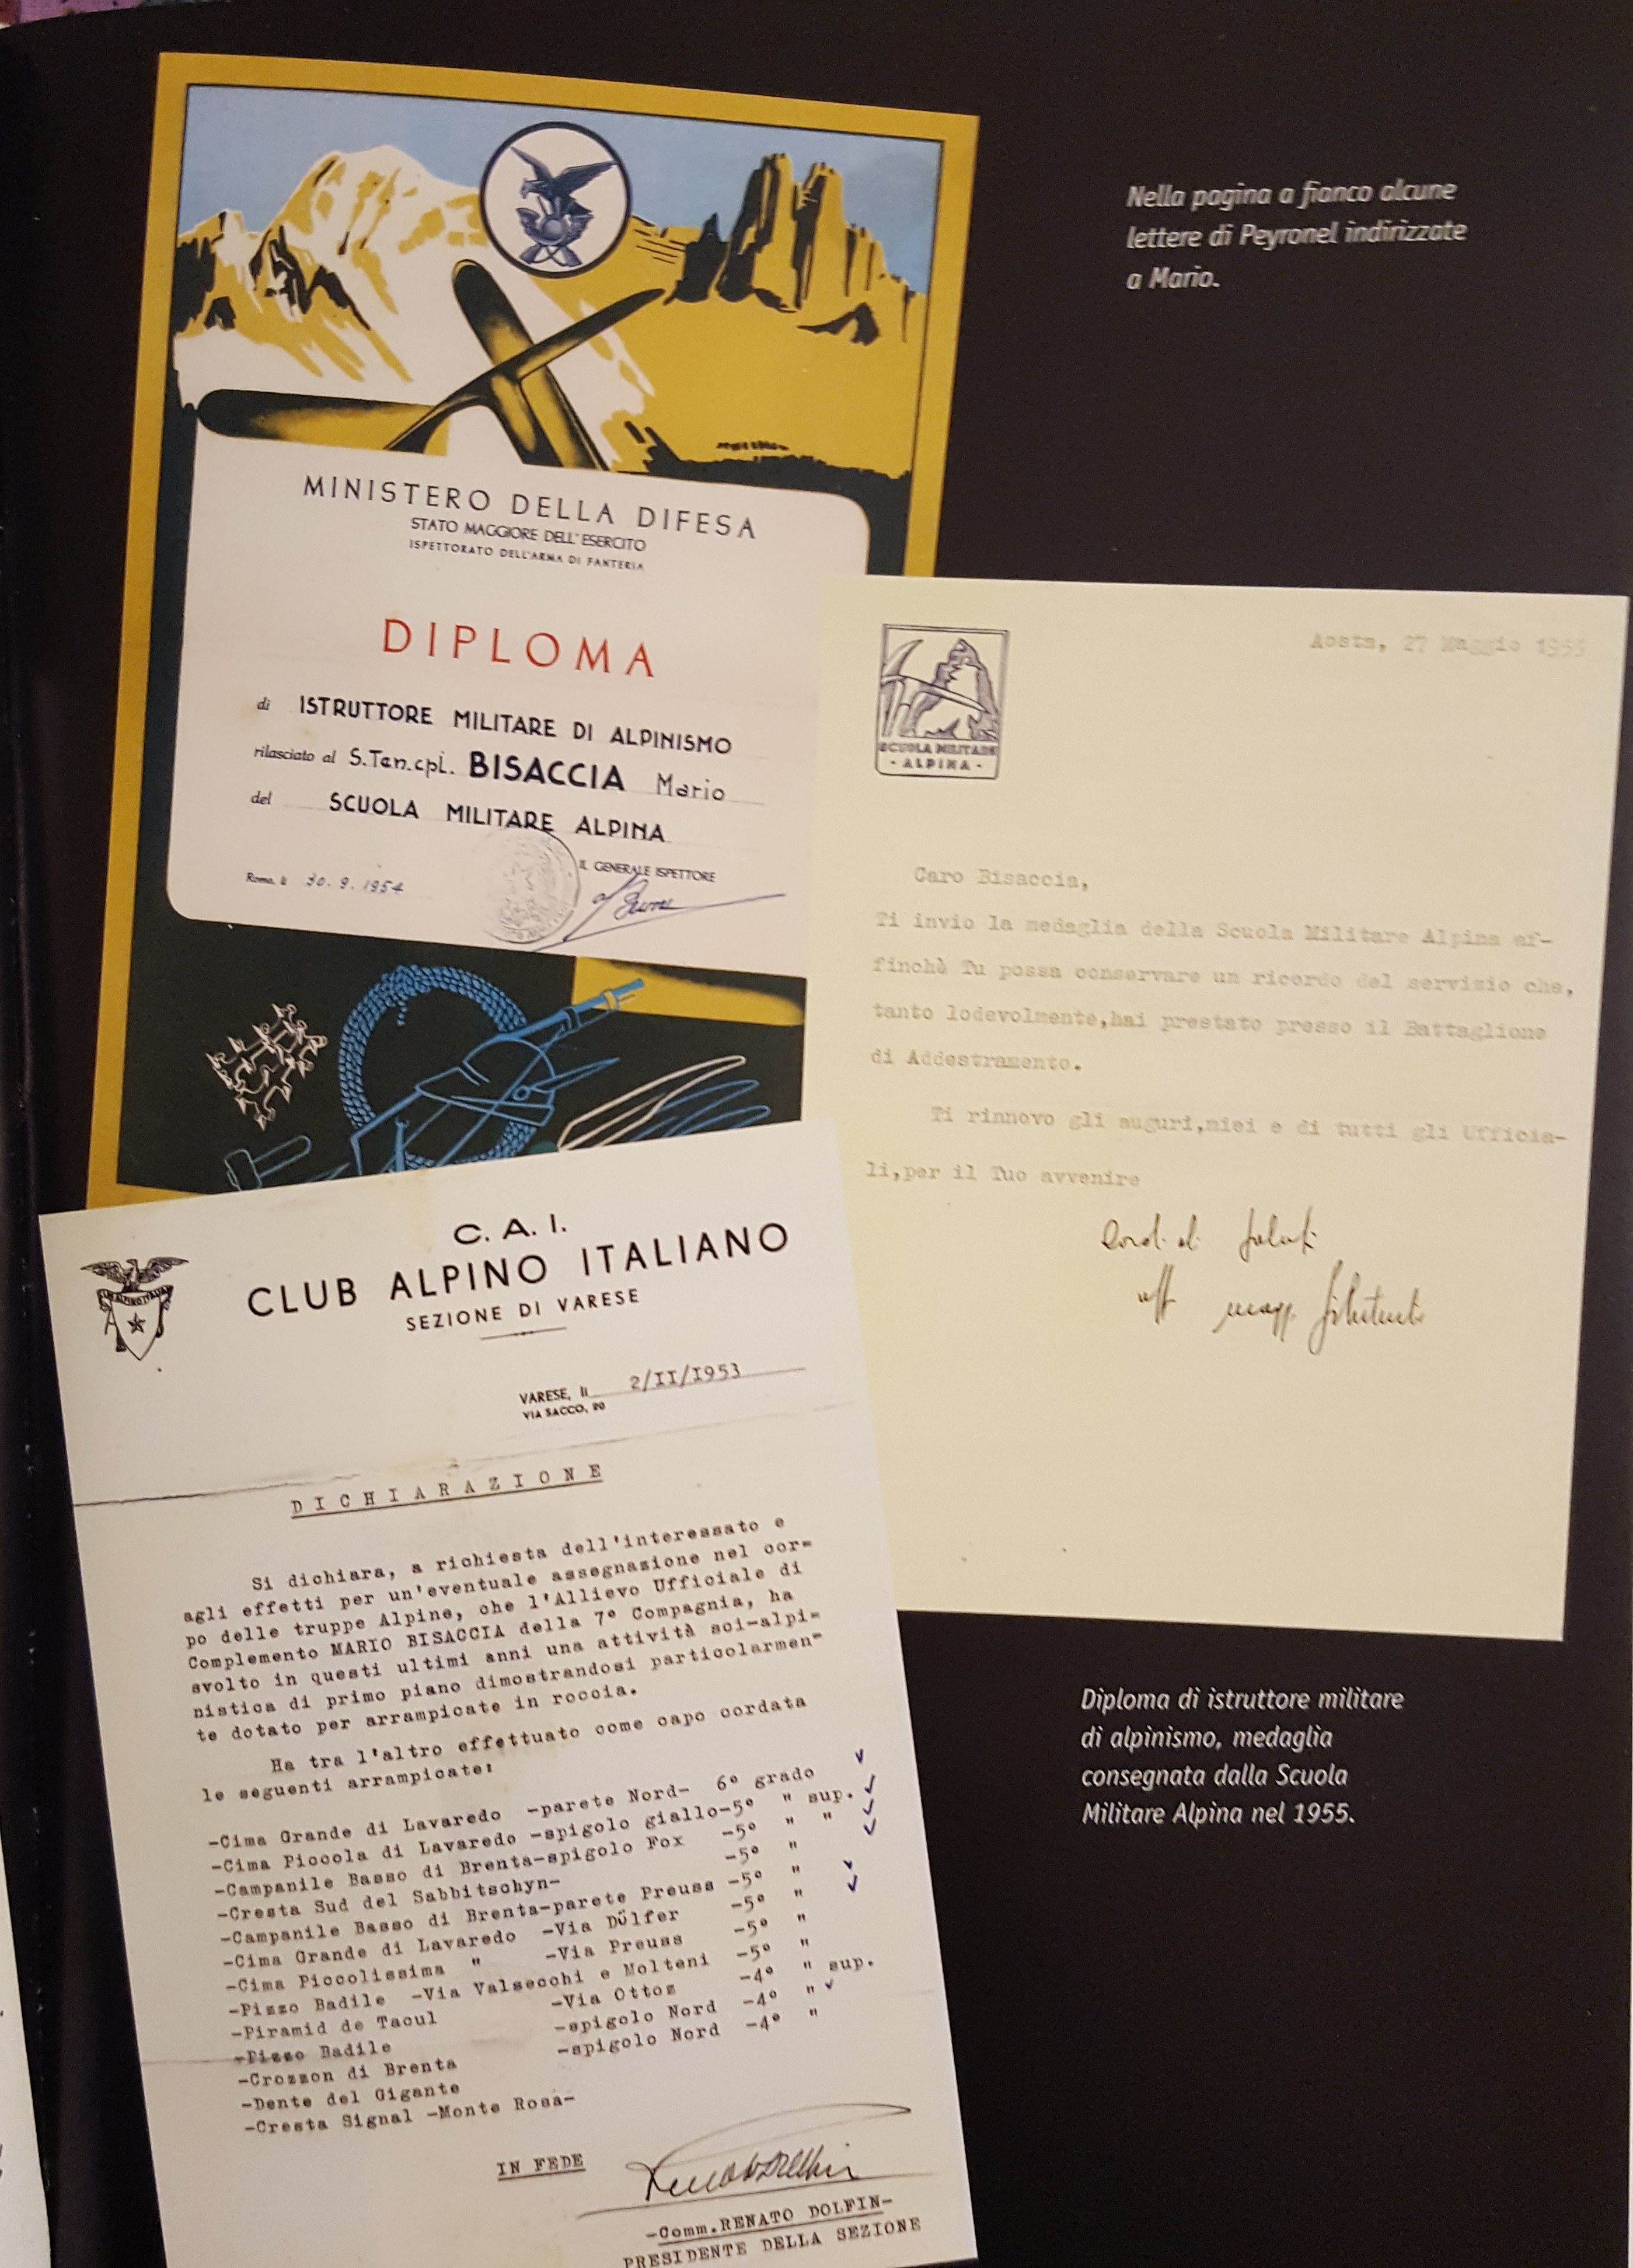 Nella pagina a fianco alcune
lettere di Peyronel indirizzate
a Mario.
MINISTERO DELLA DIFESA
STATO MAGGIORE DELL'ESERCITO
ISPETTORATO DELL'ARMA DI FANTERIA
DIPLOMA
di ISTRUTTORE MILITARE DI ALPINISMO
rilasciato al S.Ten.cpl. BISACCIA Mario
del SCUOLA MILITARE ALPINA
IL GENERALE ISPETTORE
Roma, li 30.9.1954
Aosta, 27 Maggio 1955
SCUOLA MILITARE
- ALPINA -
Caro Bisaccia,
Ti invio la medaglia della Scuola Militare Alpina af-
finchè Tu possa conservare un ricordo del servizio che,
tanto lodevolmente,hai prestato presso il Battaglione
di Addestramento.
Ti rinnovo gli auguri,miei e di tutti gli Ufficia-
li,per il Tuo avvenire
C. A. I.
CLUB ALPINO ITALIANO
SEZIONE DI VARESE
CLUB ALPINO ITALIANO
VARESE, li 2/II/I953
VIA SACCO, 20
DICHIARAZIONE
Si dichiara, a richiesta dell'interessato e
agli effetti per un'eventuale assegnazione nel cor=
po delle truppe Alpine, che l'Allievo Ufficiale di
Complemento MARIO BISACCIA della 7° Compagnia, ha
svolto in questi ultimi anni una attività sci-alpi=
nistica di primo piano dimostrandosi particolarmen=
te dotato per arrampicate in roccia.
Ha tra l'altro effettuato come capo cordata
le seguenti arrampicate:
-Cima Grande di Lavaredo -parete Nord- 6° grado
-Cima Piccola di Lavaredo -spigolo giallo-5° " sup.
-Campanile Basso di Brenta-spigolo Fox -5° " "
-Cresta Sud del Sabbitschyn- -5° "
-Campanile Basso di Brenta-parete Preuss -5° "
-Cima Grande di Lavaredo -Via Dülfer -5° "
-Cima Piccolissima " -Via Preuss -5° "
-Pizzo Badile -Via Valsecchi e Molteni -5° "
-Piramid de Tacul -Via Ottoz -4° " sup.
-Pizzo Badile -spigolo Nord -4° "
-Crozzon di Brenta -spigolo Nord -4° "
-Dente del Gigante
-Cresta Signal -Monte Rosa-
IN FEDE
-Comm.RENATO DOLFIN-
PRESIDENTE DELLA SEZIONE
Diploma di istruttore militare
di alpinismo, medaglia
consegnata dalla Scuola
Militare Alpina nel 1955.